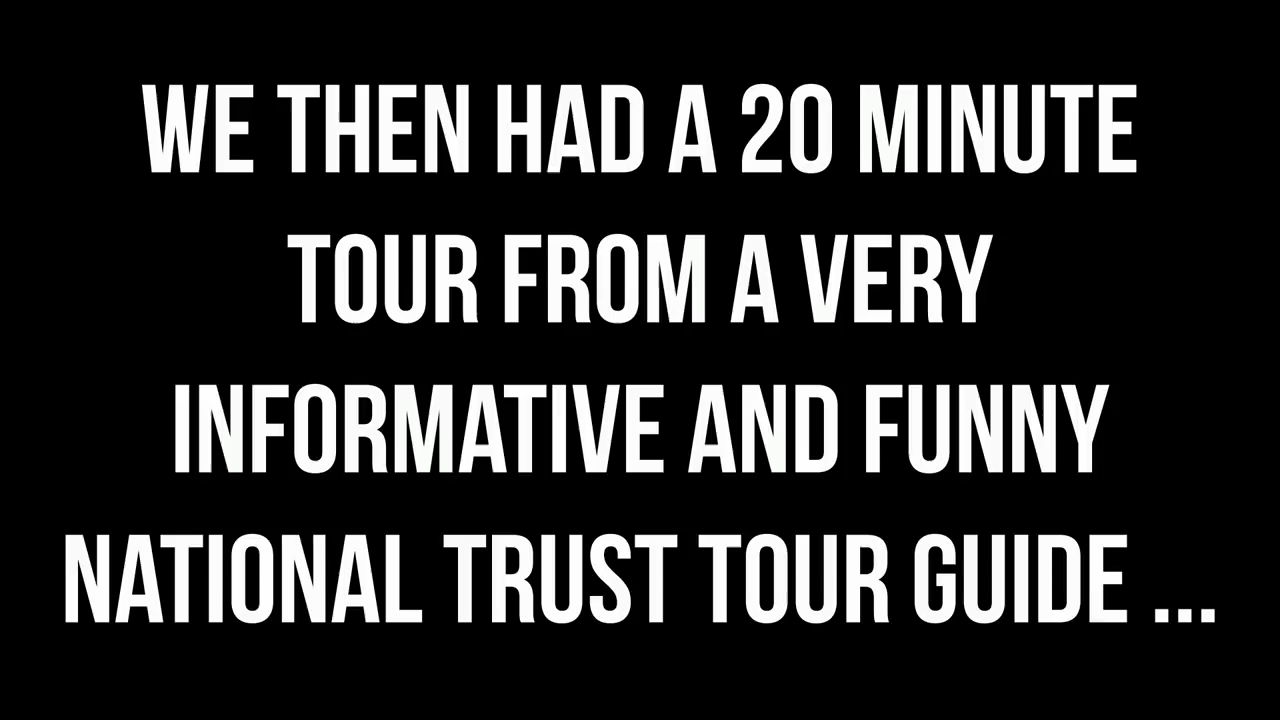 WE THEN HAD A 20 MINUTE
TOUR FROM A VERY
INFORMATIVE AND FUNNY
NATIONAL TRUST TOUR GUIDE ...